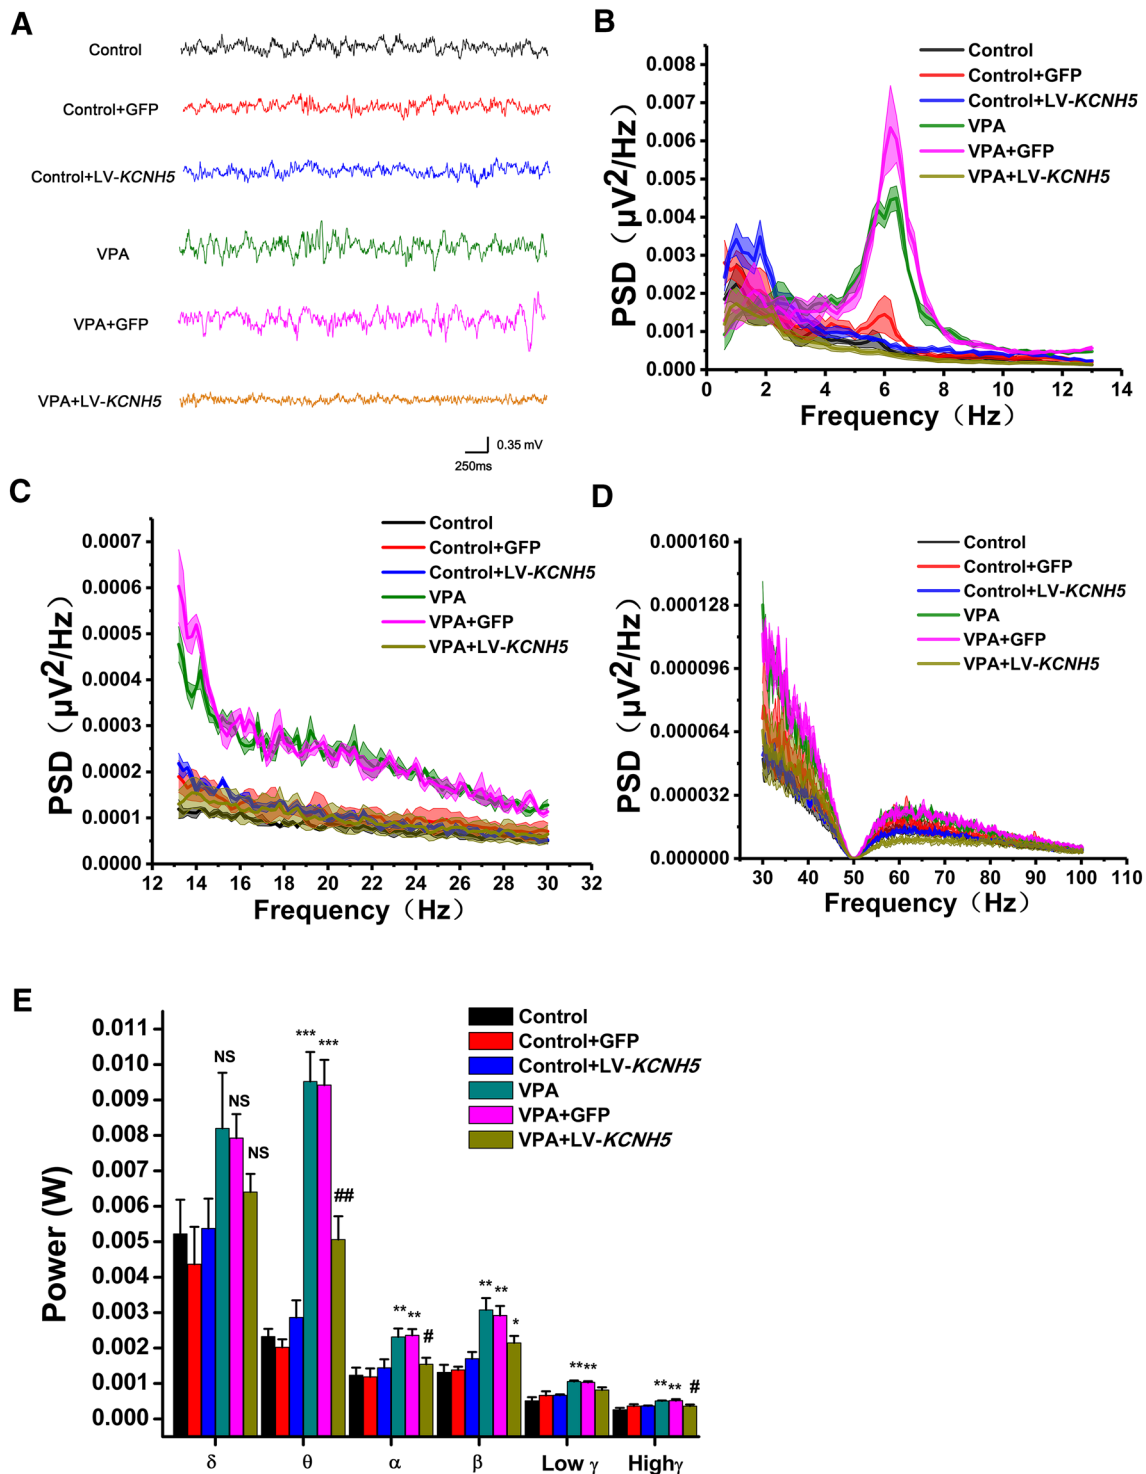 A
Control
Control+GFP
Control+LV-KCNH5
VPA
VPA+GFP
VPA+LV-KCNH5
0.35 mV
250ms
B
Control
Control+GFP
Control+LV-KCNH5
VPA
VPA+GFP
VPA+LV-KCNH5
0.008
0.007
0.006
0.005
0.004
0.003
0.002
0.001
0.000
PSD（μV2/Hz）
0 2 4 6 8 10 12 14
Frequency（Hz）
C
Control
Control+GFP
Control+LV-KCNH5
VPA
VPA+GFP
VPA+LV-KCNH5
0.0007
0.0006
0.0005
0.0004
0.0003
0.0002
0.0001
0.0000
PSD（μV2/Hz）
12 14 16 18 20 22 24 26 28 30 32
Frequency（Hz）
D
Control
Control+GFP
Control+LV-KCNH5
VPA
VPA+GFP
VPA+LV-KCNH5
0.000160
0.000128
0.000096
0.000064
0.000032
0.000000
PSD（μV2/Hz）
30 40 50 60 70 80 90 100 110
Frequency（Hz）
E
Control
Control+GFP
Control+LV-KCNH5
VPA
VPA+GFP
VPA+LV-KCNH5
0.011
0.010
0.009
0.008
0.007
0.006
0.005
0.004
0.003
0.002
0.001
0.000
Power (W)
NS NS NS
*** *** ##
** ** #
** ** *
** **
** ** #
δ θ α β Low γ Highγ